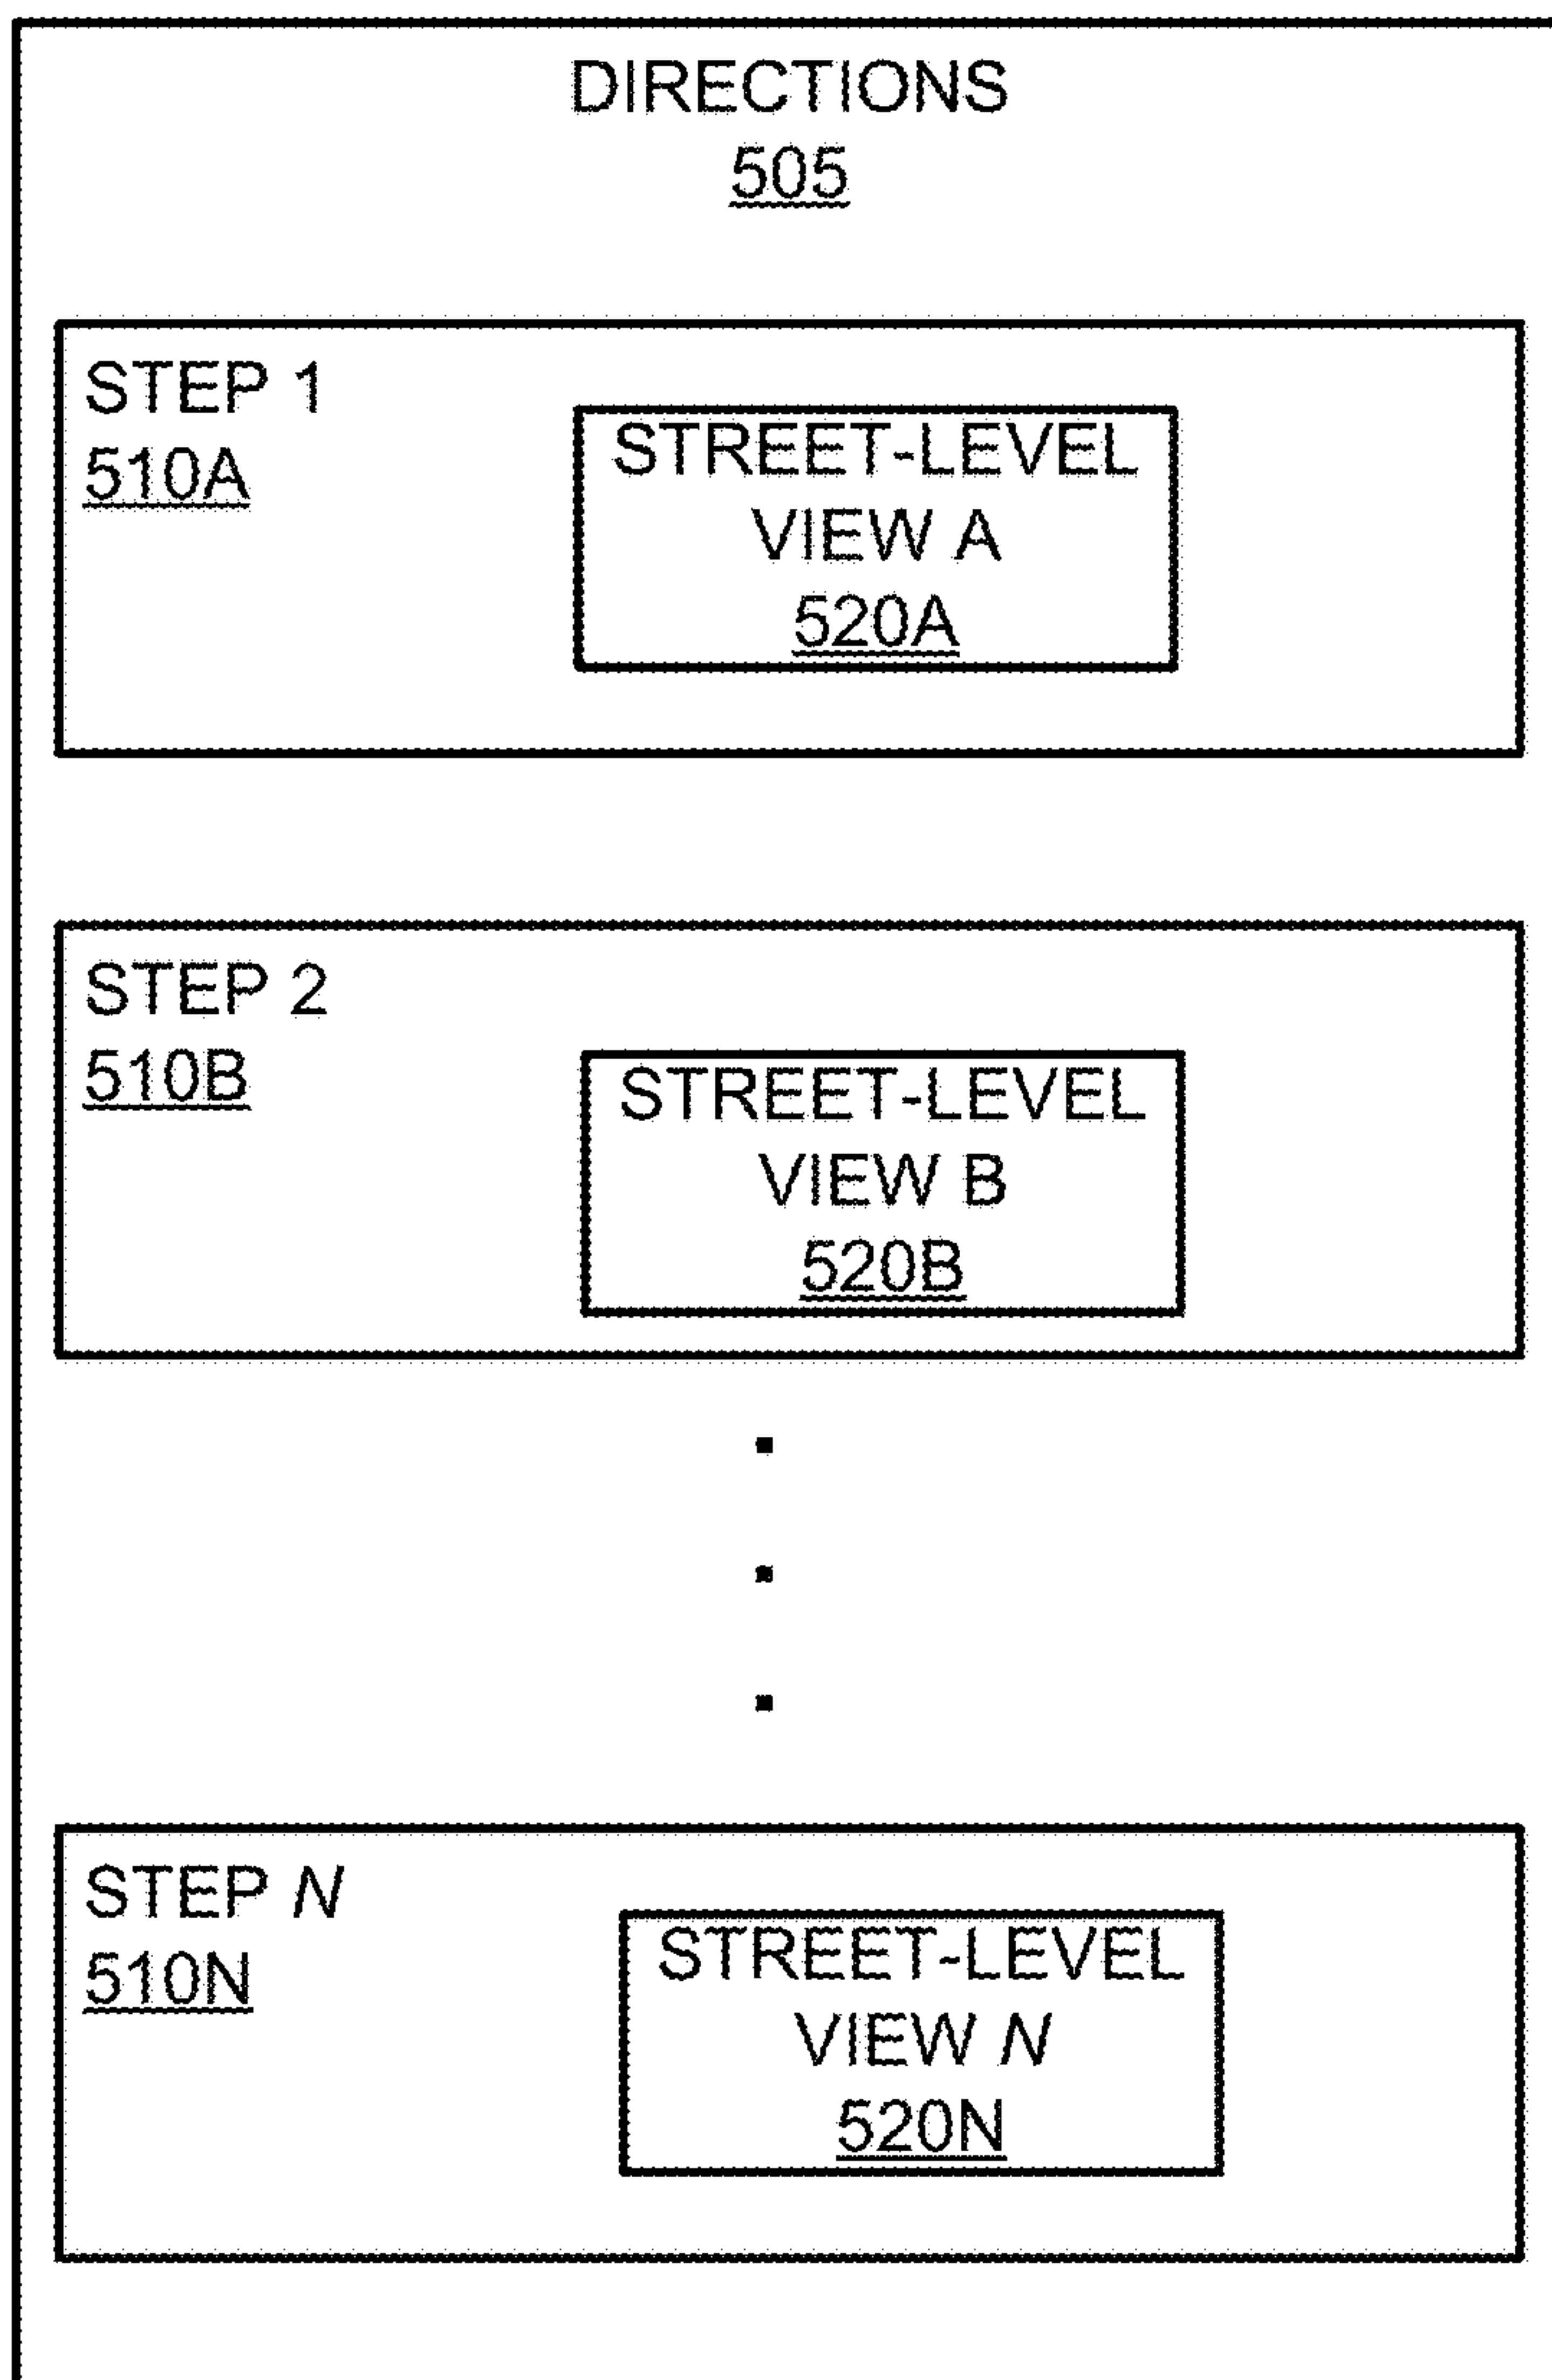 DIRECTIONS
505
STEP 1
510A
STREET-LEVEL
VIEW A
520A
STEP 2
510B
STREET-LEVEL
VIEW B
520B
STEP N
510N
STREET-LEVEL
VIEW N
520N